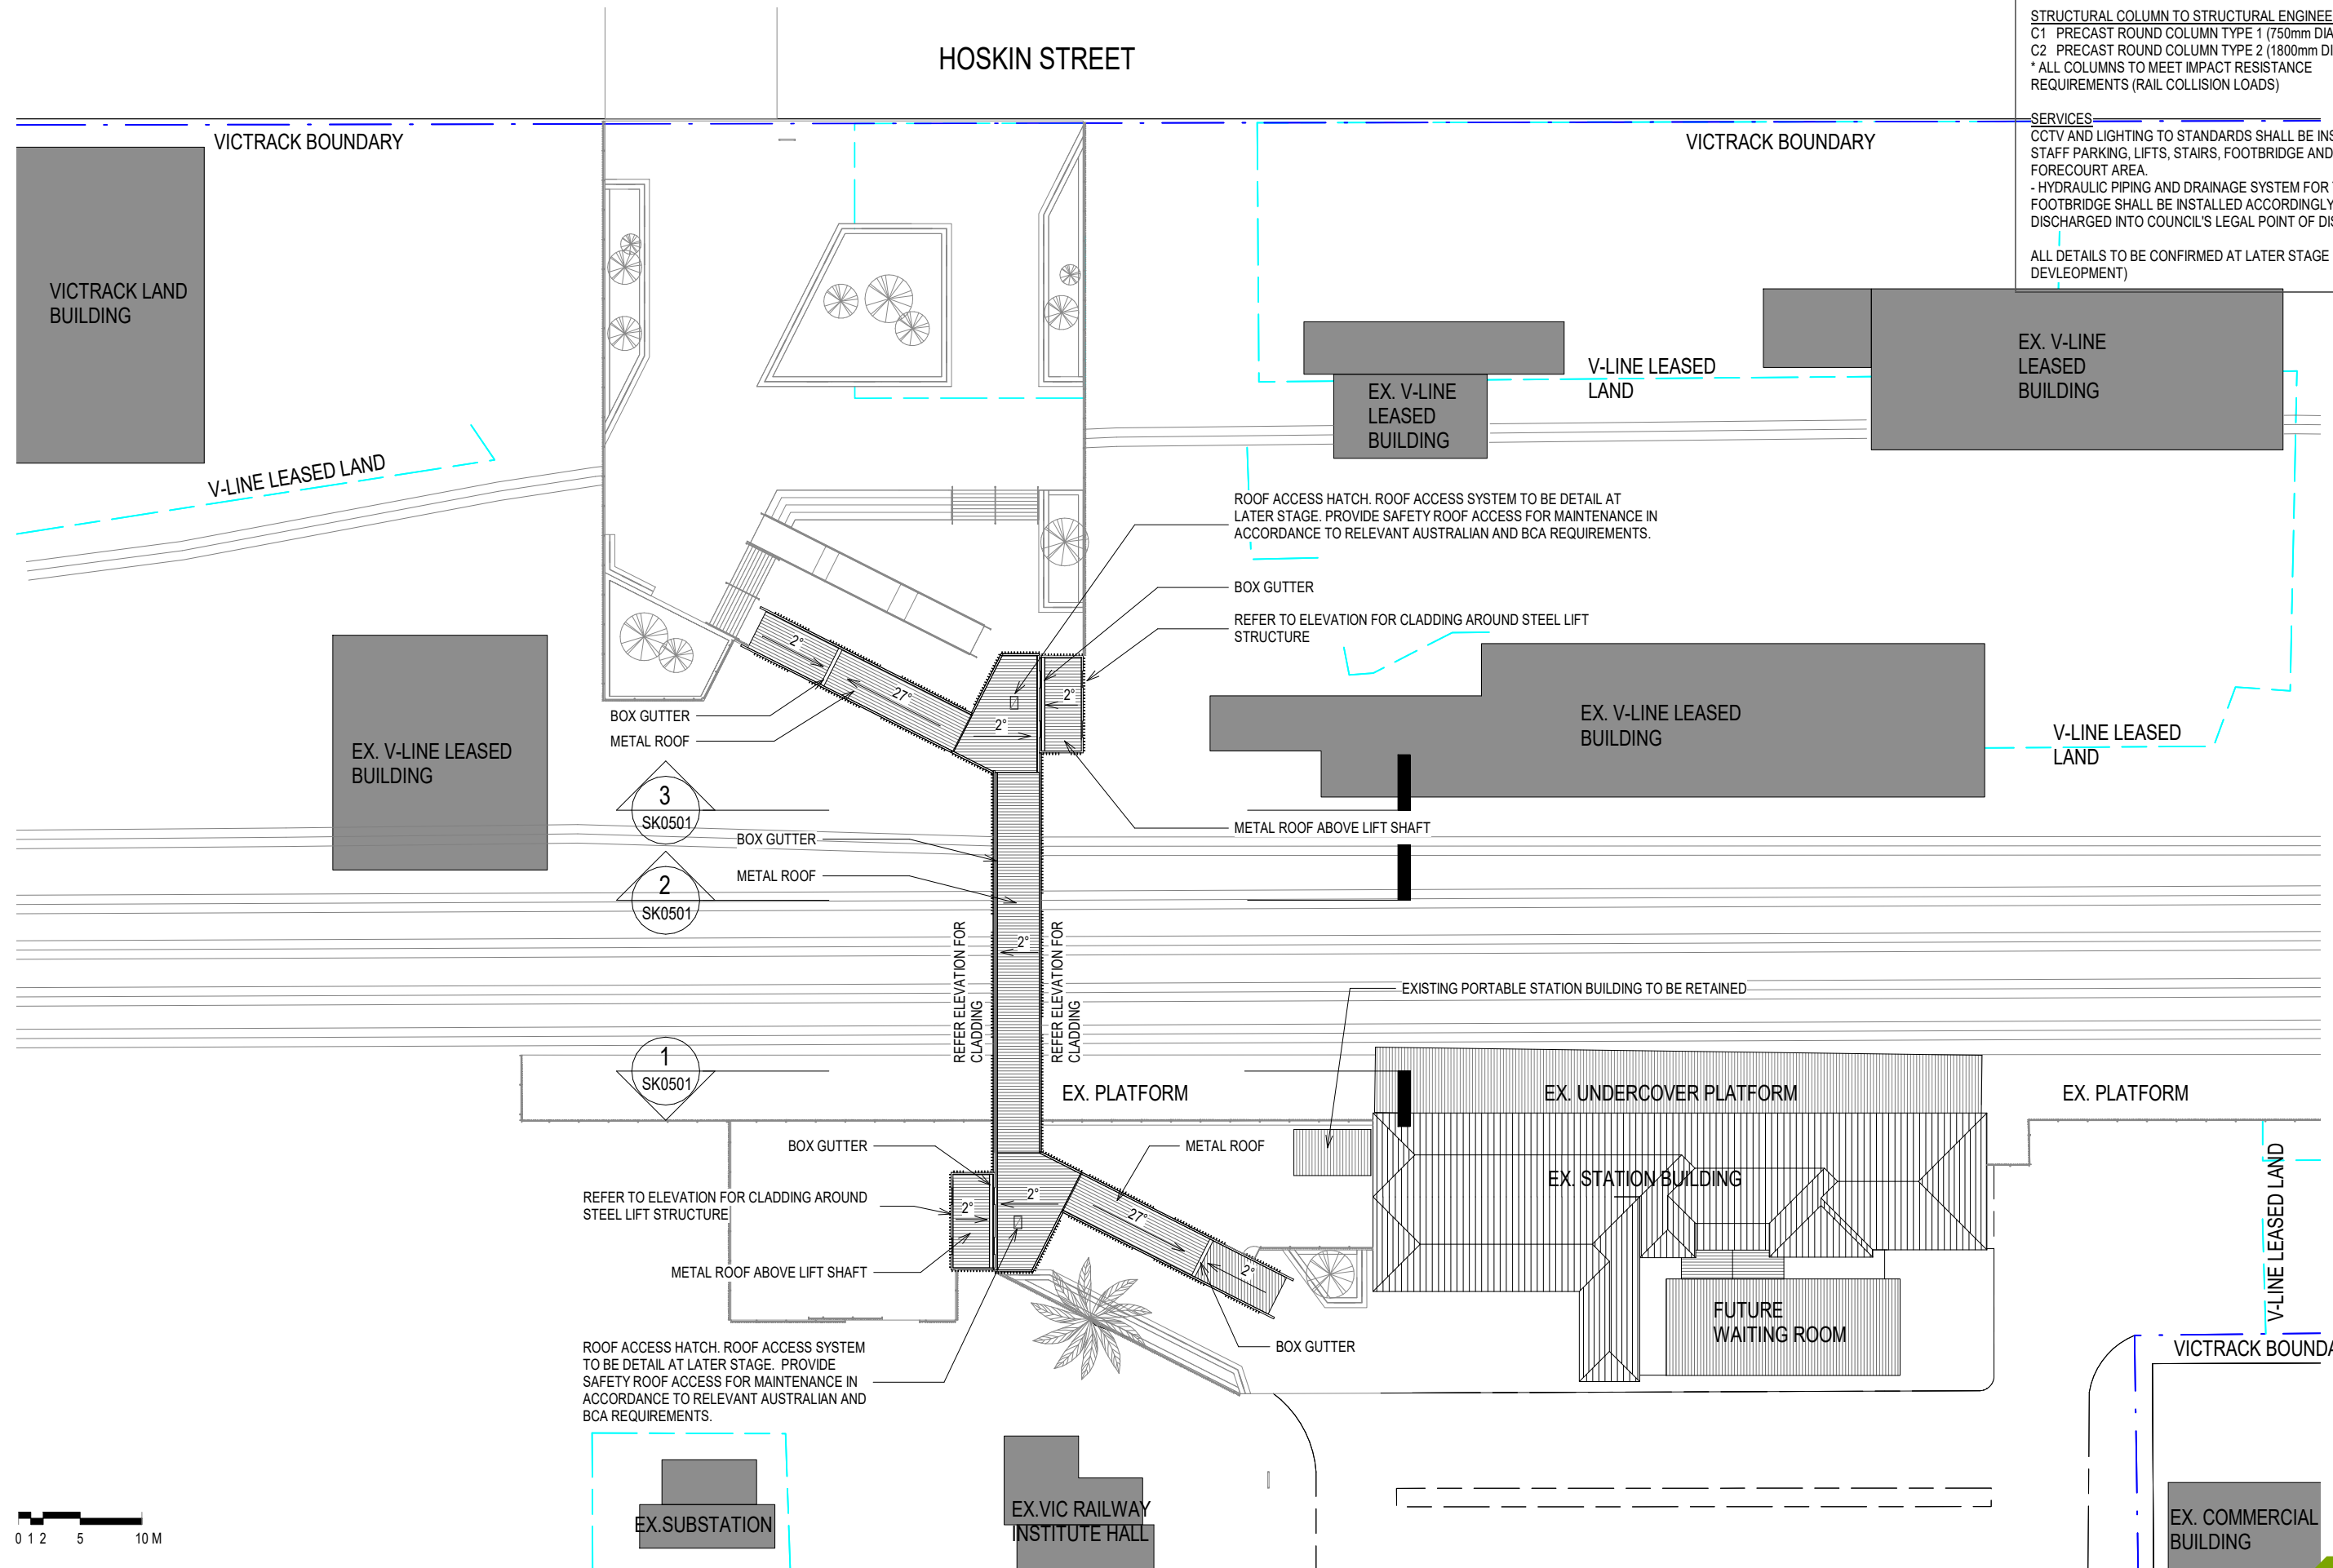 STRUCTURAL COLUMN TO STRUCTURAL ENGINEE
C1 PRECAST ROUND COLUMN TYPE 1 (750mm DIA
C2 PRECAST ROUND COLUMN TYPE 2 (1800mm DI
* ALL COLUMNS TO MEET IMPACT RESISTANCE
REQUIREMENTS (RAIL COLLISION LOADS)
SERVICES
CCTV AND LIGHTING TO STANDARDS SHALL BE INS
STAFF PARKING, LIFTS, STAIRS, FOOTBRIDGE AND
FORECOURT AREA.
- HYDRAULIC PIPING AND DRAINAGE SYSTEM FOR
FOOTBRIDGE SHALL BE INSTALLED ACCORDINGLY
DISCHARGED INTO COUNCIL'S LEGAL POINT OF DIS
ALL DETAILS TO BE CONFIRMED AT LATER STAGE
DEVLEOPMENT)
HOSKIN STREET
VICTRACK BOUNDARY
VICTRACK BOUNDARY
VICTRACK LAND
BUILDING
EX. V-LINE
LEASED
BUILDING
V-LINE LEASED
LAND
EX. V-LINE
LEASED
BUILDING
V-LINE LEASED LAND
ROOF ACCESS HATCH. ROOF ACCESS SYSTEM TO BE DETAIL AT
LATER STAGE. PROVIDE SAFETY ROOF ACCESS FOR MAINTENANCE IN
ACCORDANCE TO RELEVANT AUSTRALIAN AND BCA REQUIREMENTS.
BOX GUTTER
REFER TO ELEVATION FOR CLADDING AROUND STEEL LIFT
STRUCTURE
2°
27°
2°
2°
BOX GUTTER
METAL ROOF
EX. V-LINE LEASED
BUILDING
EX. V-LINE LEASED
BUILDING
V-LINE LEASED
LAND
3
SK0501
METAL ROOF ABOVE LIFT SHAFT
BOX GUTTER
METAL ROOF
2
SK0501
2°
REFER ELEVATION FOR
CLADDING
REFER ELEVATION FOR
CLADDING
EXISTING PORTABLE STATION BUILDING TO BE RETAINED
1
SK0501
EX. PLATFORM
EX. UNDERCOVER PLATFORM
EX. PLATFORM
BOX GUTTER
METAL ROOF
EX. STATION BUILDING
REFER TO ELEVATION FOR CLADDING AROUND
STEEL LIFT STRUCTURE
2°
2°
27°
2°
METAL ROOF ABOVE LIFT SHAFT
V-LINE LEASED LAND
FUTURE
WAITING ROOM
BOX GUTTER
VICTRACK BOUNDA
ROOF ACCESS HATCH. ROOF ACCESS SYSTEM
TO BE DETAIL AT LATER STAGE. PROVIDE
SAFETY ROOF ACCESS FOR MAINTENANCE IN
ACCORDANCE TO RELEVANT AUSTRALIAN AND
BCA REQUIREMENTS.
EX.SUBSTATION
EX.VIC RAILWAY
INSTITUTE HALL
EX. COMMERCIAL
BUILDING
0 1 2 5 10 M